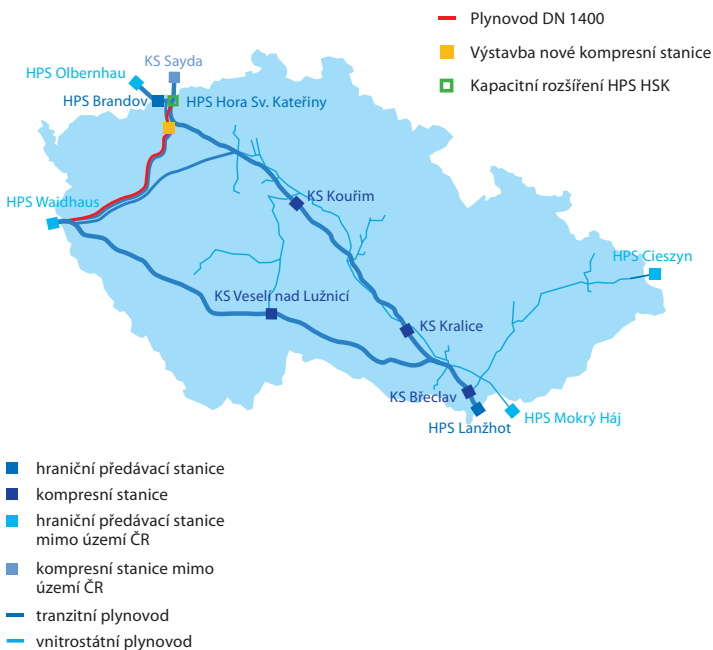 Plynovod DN 1400
Výstavba nové kompresní stanice
Kapacitní rozšíření HPS HSK
KS Sayda
HPS Olbernhau
HPS Brandov
HPS Hora Sv. Kateřiny
HPS Waidhaus
KS Kouřim
HPS Cieszyn
KS Veselí nad Lužnicí
KS Kralice
KS Břeclav
HPS Lanžhot
HPS Mokrý Háj
hraniční předávací stanice
kompresní stanice
hraniční předávací stanice
mimo území ČR
kompresní stanice mimo
území ČR
tranzitní plynovod
vnitrostátní plynovod